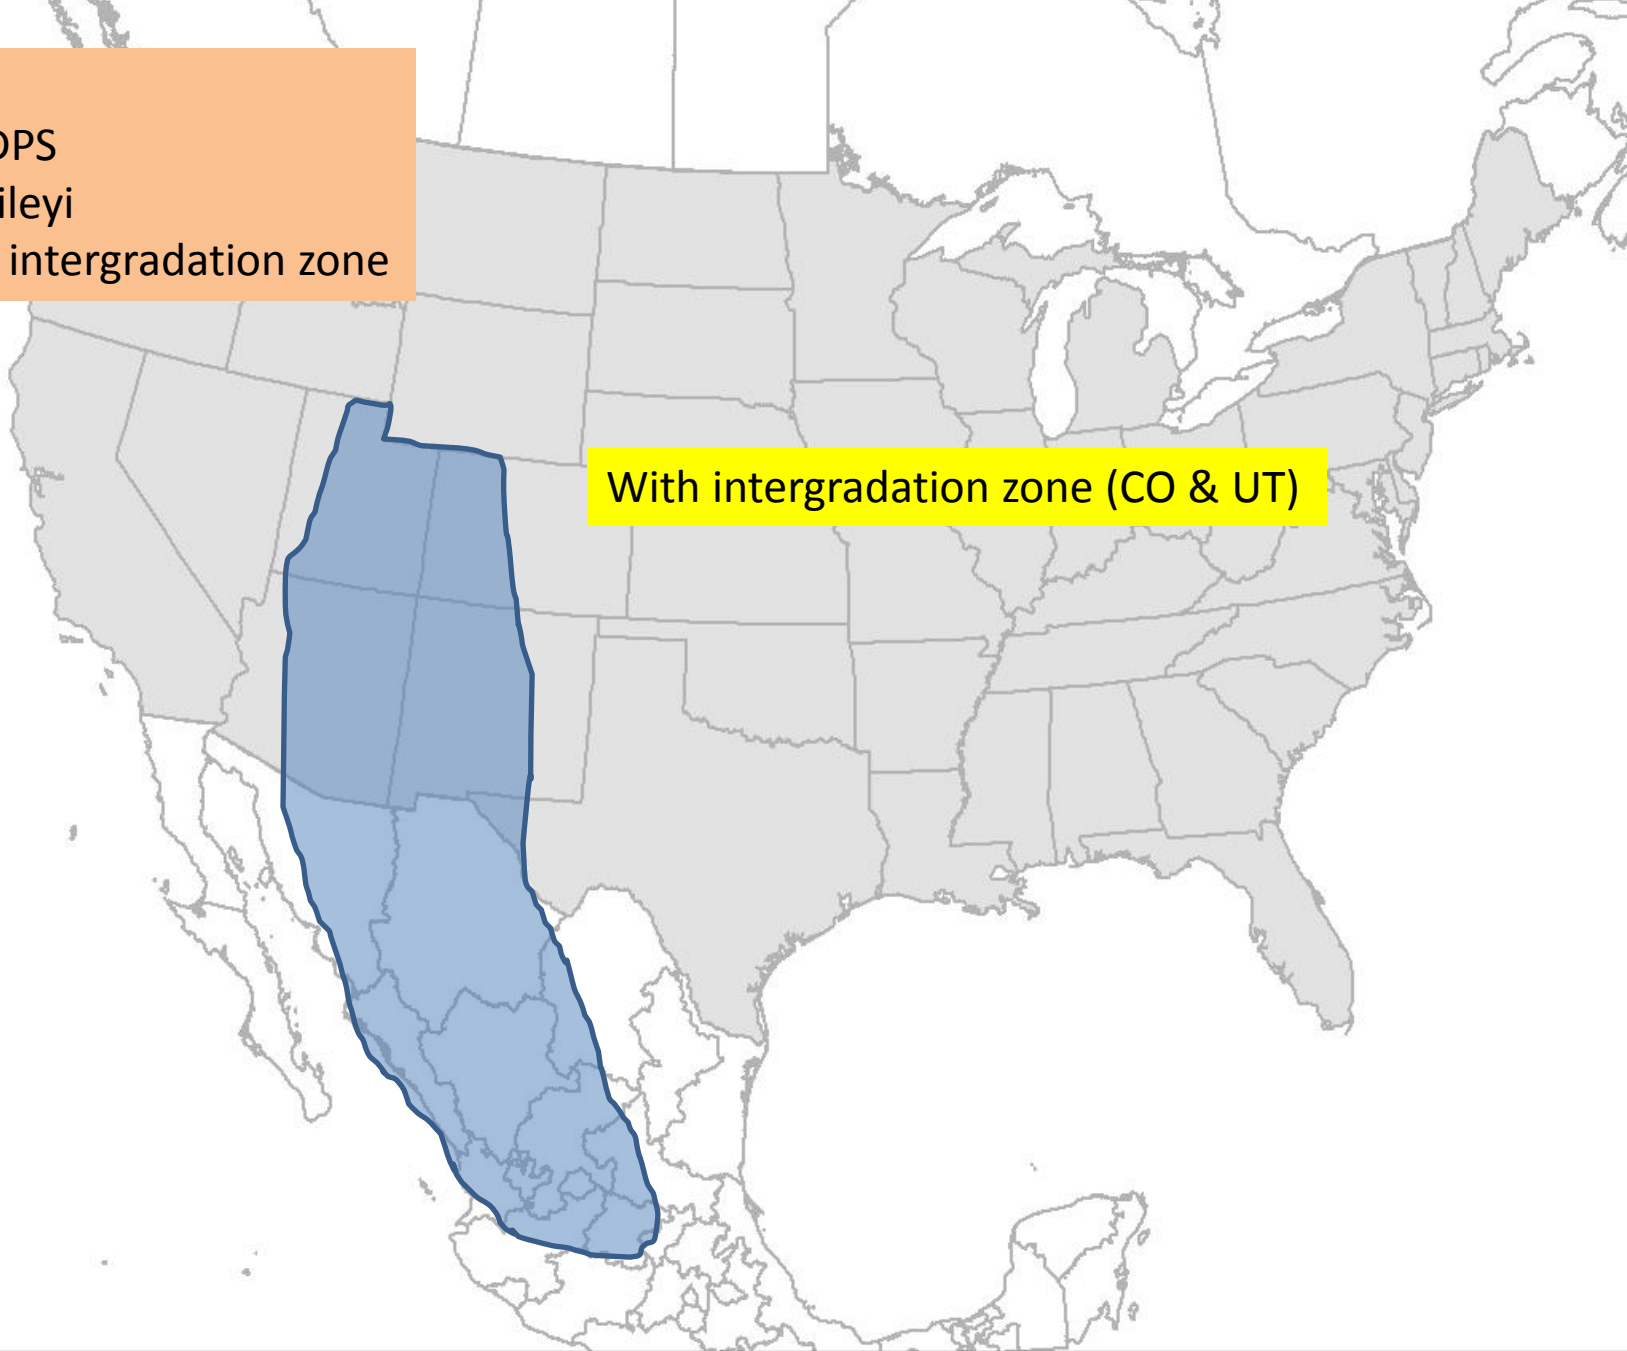 DPS
ileyi
intergradation zone
With intergradation zone (CO & UT)